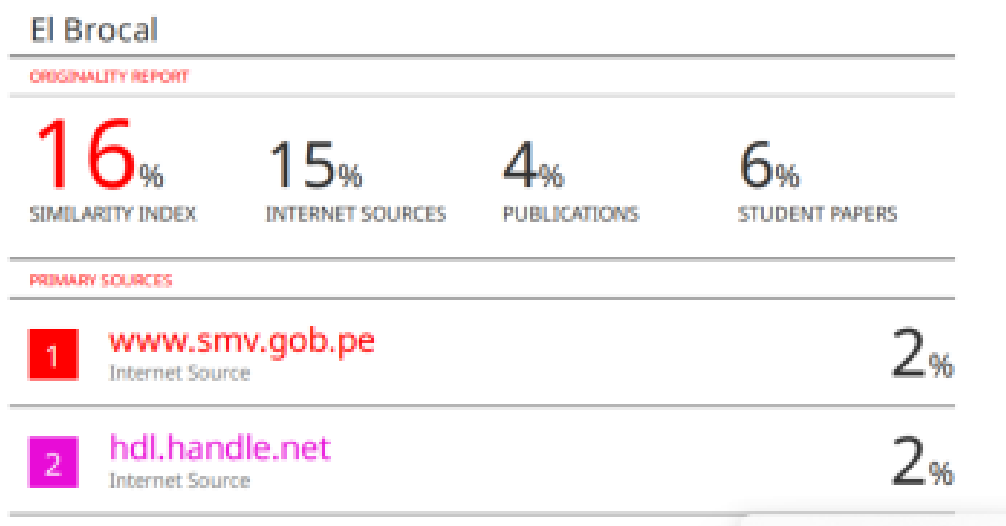 El Brocal
ORIGINALITY REPORT
16% 15% 4% 6%
SIMILARITY INDEX INTERNET SOURCES PUBLICATIONS STUDENT PAPERS
PRIMARY SOURCES
1 www.smv.gob.pe 2%
Internet Source
2 hdl.handle.net 2%
Internet Source